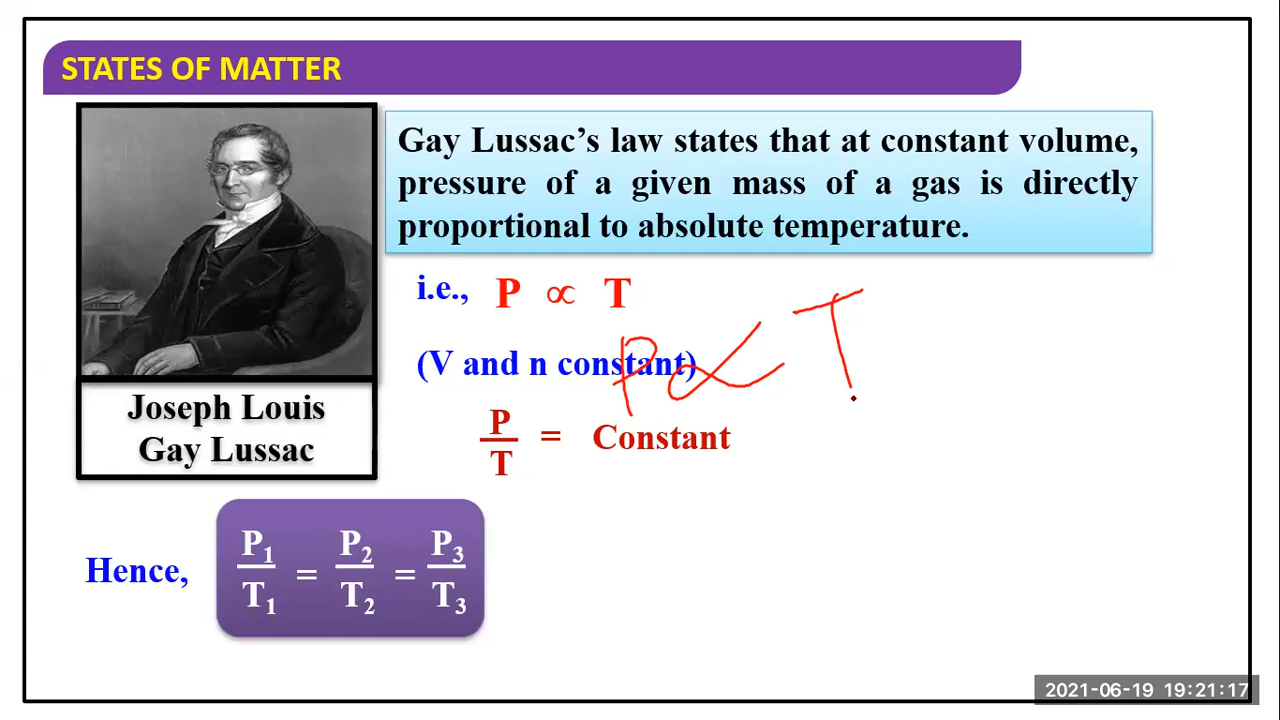 STATES OF MATTER
Gay Lussac's law states that at constant volume,
pressure of a given mass of a gas is directly
proportional to absolute temperature.
i.e., P ∝ T
P ∝ T
(V and n constant)
P/T = Constant
Joseph Louis
Gay Lussac
Hence, P₁/T₁ = P₂/T₂ = P₃/T₃
2021-06-19 19:21:17